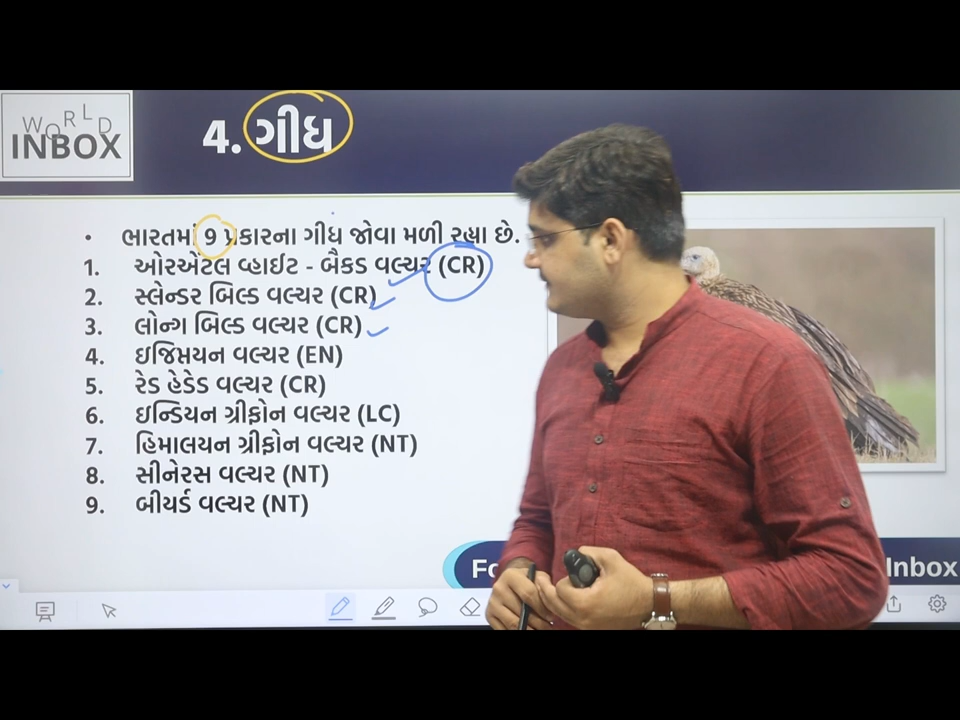 WORLD
INBOX
4. ગીધ
• ભારતમાં 9 પ્રકારના ગીધ જોવા મળી રહ્યા છે.
1. ઓરએંટલ વ્હાઈટ - બૈકડ વલ્ચર (CR)
2. સ્લેન્ડર બિલ્ડ વલ્ચર (CR)
3. લોન્ગ બિલ્ડ વલ્ચર (CR)
4. ઇજિપ્તયન વલ્ચર (EN)
5. રેડ હેડેડ વલ્ચર (CR)
6. ઇન્ડિયન ગ્રીફોન વલ્ચર (LC)
7. હિમાલયન ગ્રીફોન વલ્ચર (NT)
8. સીનેરસ વલ્ચર (NT)
9. બીયર્ડ વલ્ચર (NT)
Inbox